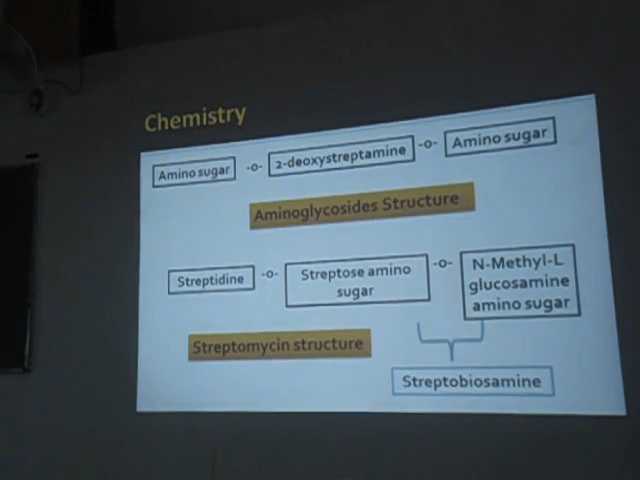 Chemistry
Amino sugar -o- 2-deoxystreptamine -o- Amino sugar
Aminoglycosides Structure
Streptidine -o- Streptose amino sugar -o- N-Methyl-L glucosamine amino sugar
Streptomycin structure
Streptobiosamine